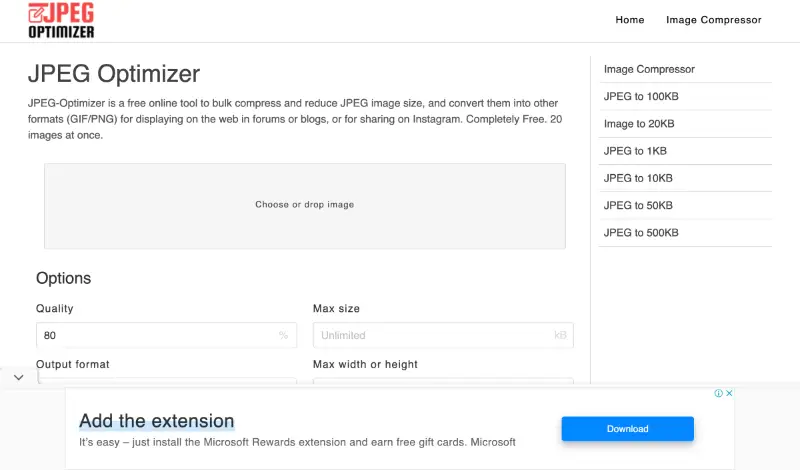 JPEG
OPTIMIZER
Home
Image Compressor
JPEG Optimizer
JPEG-Optimizer is a free online tool to bulk compress and reduce JPEG image size, and convert them into other
formats (GIF/PNG) for displaying on the web in forums or blogs, or for sharing on Instagram. Completely Free. 20
images at once.
Choose or drop image
Options
Quality
Max size
80
%
Unlimited
kB
Output format
Max width or height
Image Compressor
JPEG to 100KB
Image to 20KB
JPEG to 1KB
JPEG to 10KB
JPEG to 50KB
JPEG to 500KB
Add the extension
It's easy – just install the Microsoft Rewards extension and earn free gift cards. Microsoft
Download